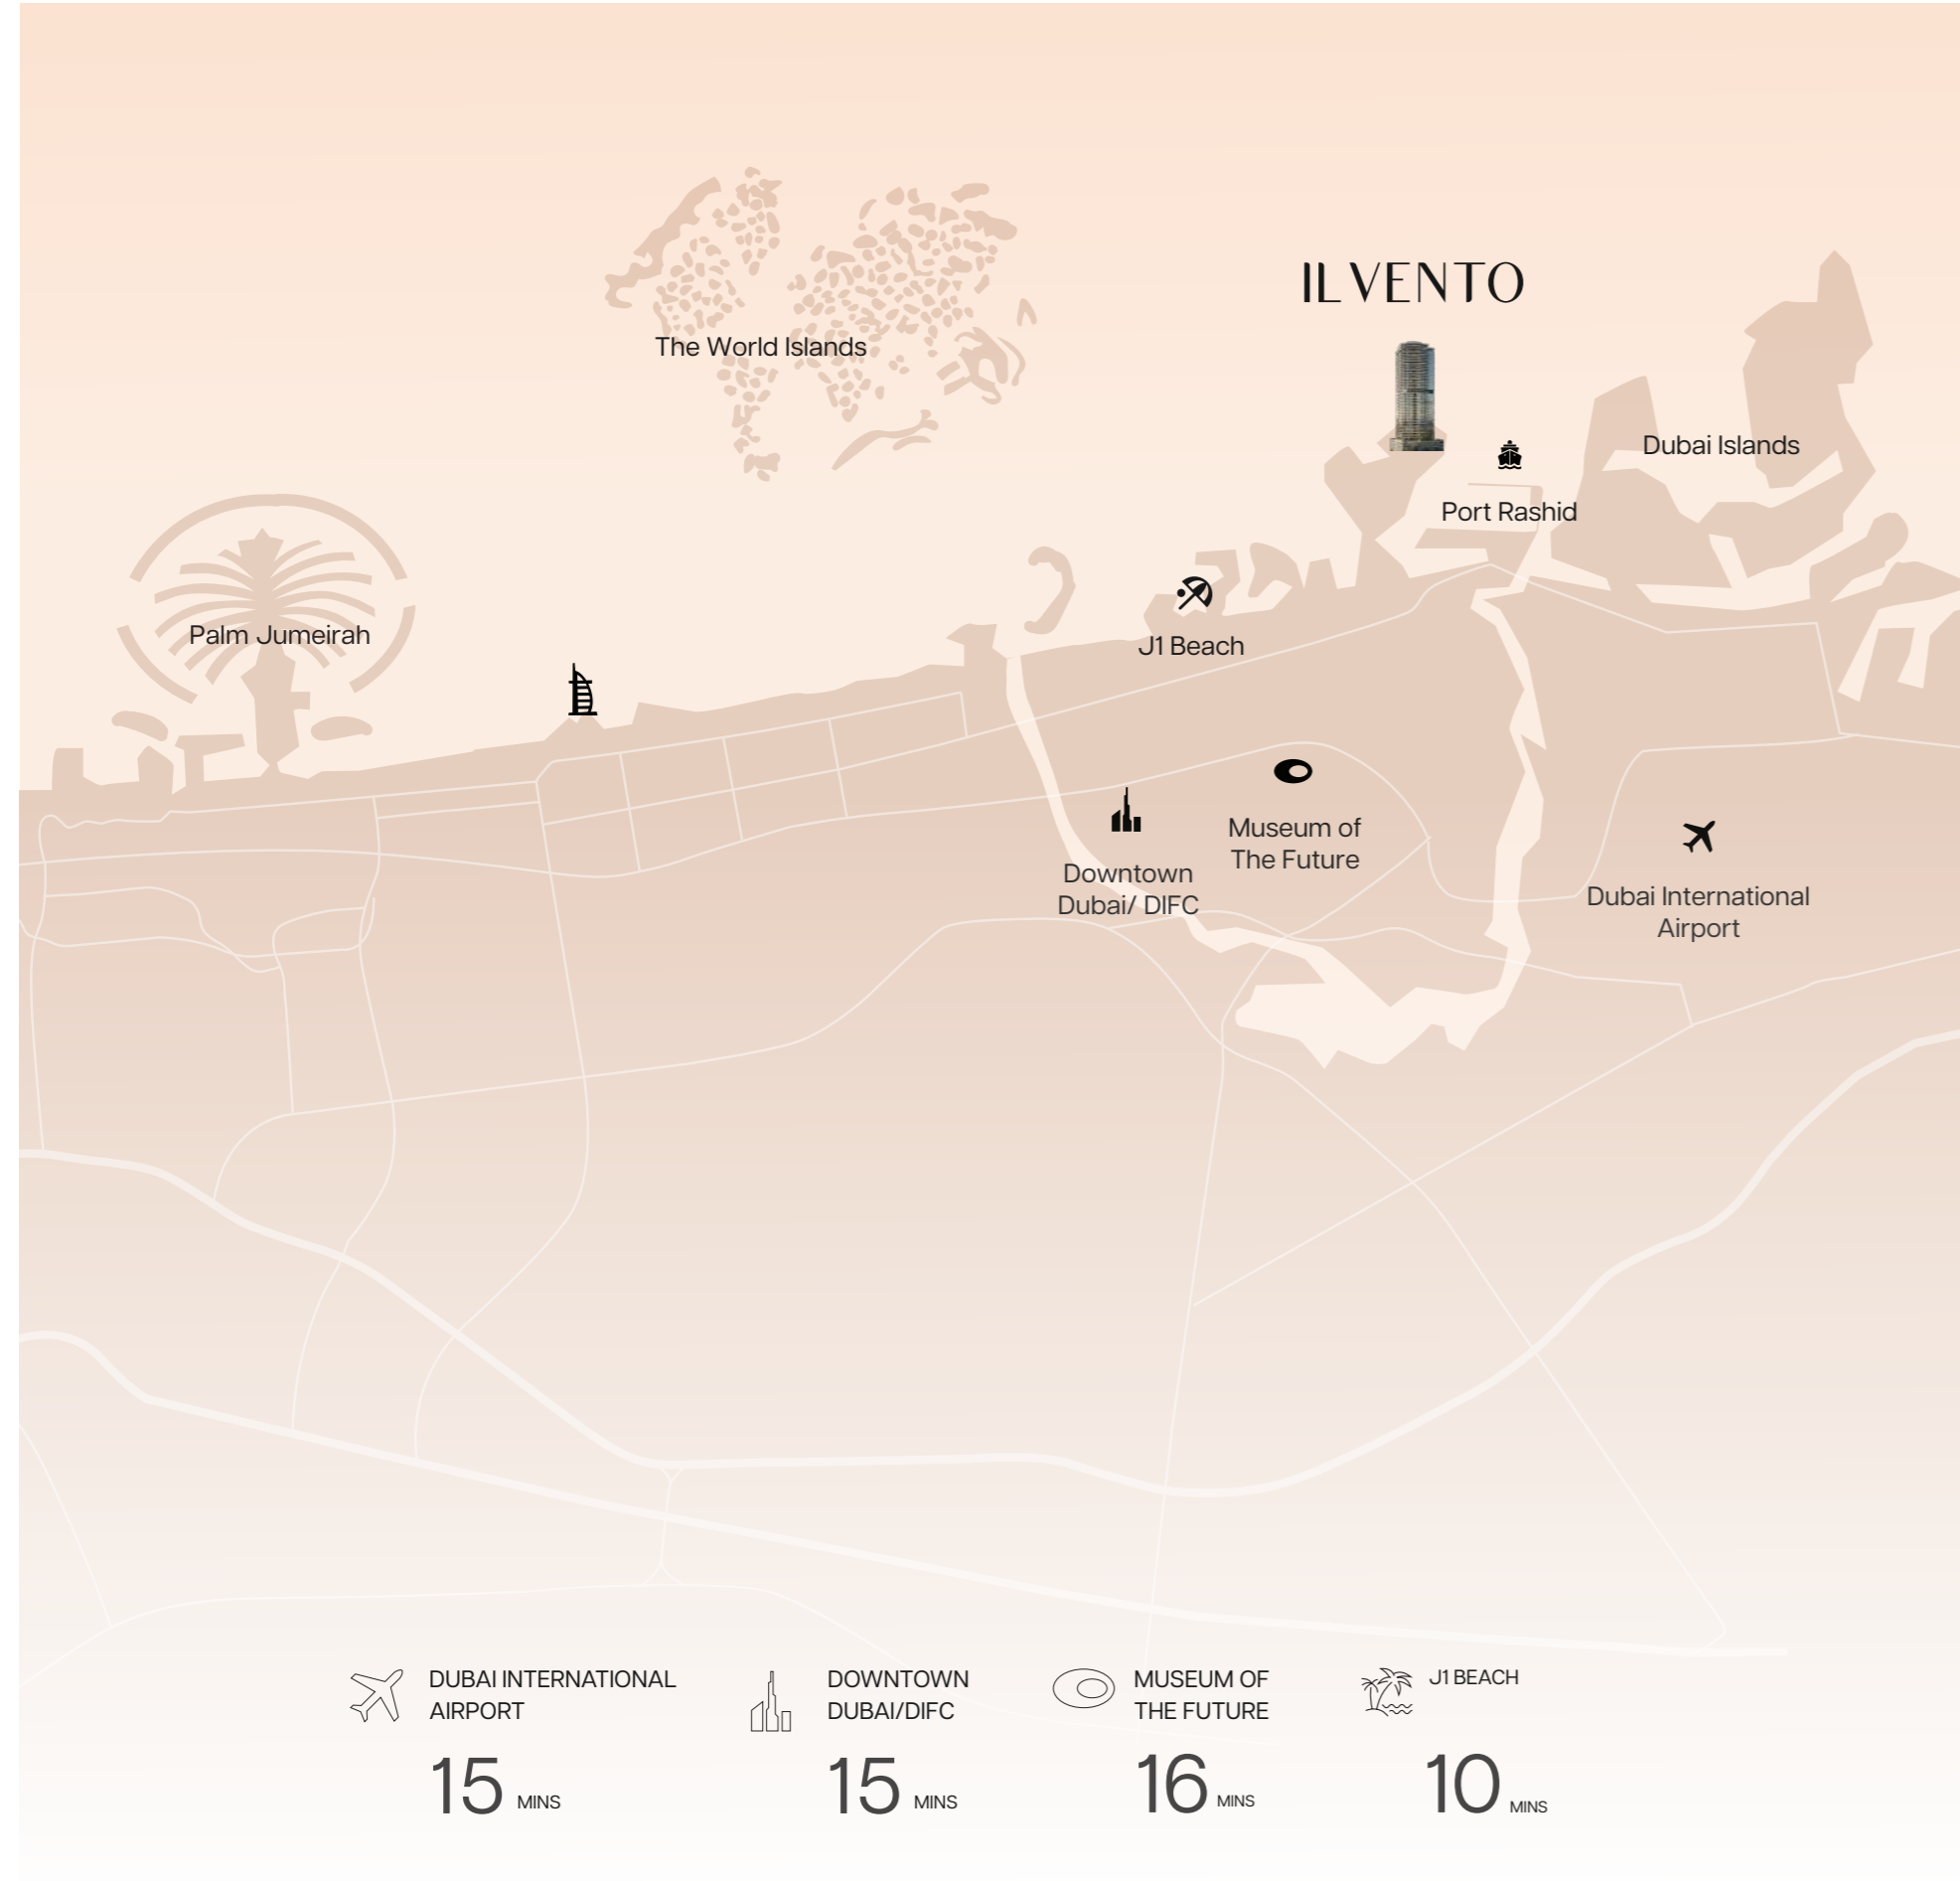 ILVENTO
The World Islands
Dubai Islands
Port Rashid
Palm Jumeirah
J1 Beach
Museum of
The Future
Downtown
Dubai/ DIFC
Dubai International
Airport
DUBAI INTERNATIONAL
AIRPORT
15 MINS
DOWNTOWN
DUBAI/DIFC
15 MINS
MUSEUM OF
THE FUTURE
16 MINS
J1 BEACH
10 MINS